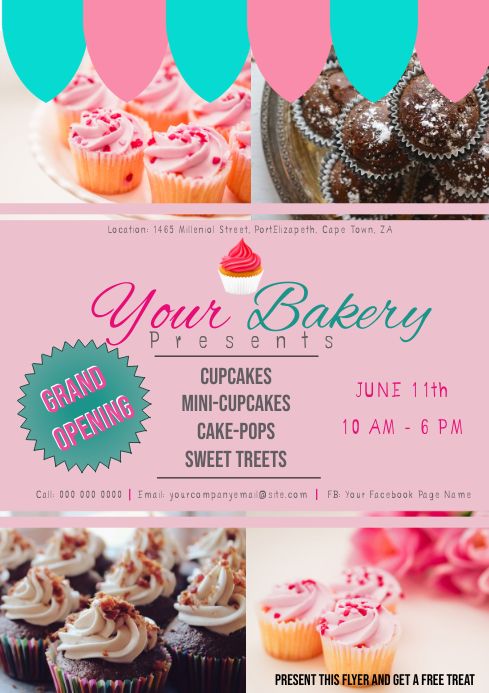 Location: 1465 Milleniol Street, PortElizapeth, Cape Town, ZA
Your Bakery
Presents
GRAND
OPENING
CUPCAKES
MINI-CUPCAKES
CAKE-POPS
SWEET TREETS
JUNE 11th
10 AM - 6 PM
Call: 000 000 0000 | Email: yourcompanyemail@site.com | FB: Your Facebook Page Name
PRESENT THIS FLYER AND GET A FREE TREAT